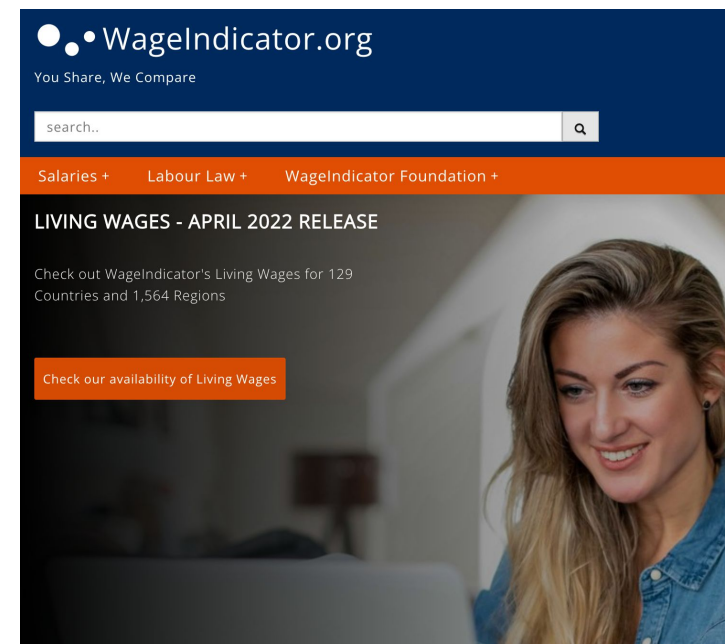 WageIndicator.org
You Share, We Compare
search..
Salaries + Labour Law + WageIndicator Foundation +
LIVING WAGES - APRIL 2022 RELEASE
Check out WageIndicator's Living Wages for 129
Countries and 1,564 Regions
Check our availability of Living Wages